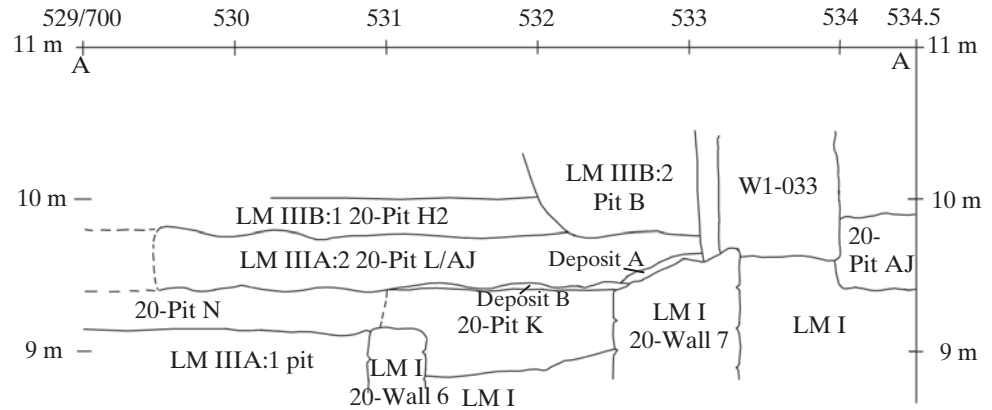 529/700 530 531 532 533 534 534.5
11 m 11 m
A A
LM IIIB:2
Pit B
W1-033
10 m 10 m
LM IIIB:1 20-Pit H2
20-
Pit AJ
LM IIIA:2 20-Pit L/AJ
Deposit A
Deposit B
20-Pit N
20-Pit K
LM I
20-Wall 7
LM I
9 m 9 m
LM IIIA:1 pit
LM I
20-Wall 6
LM I